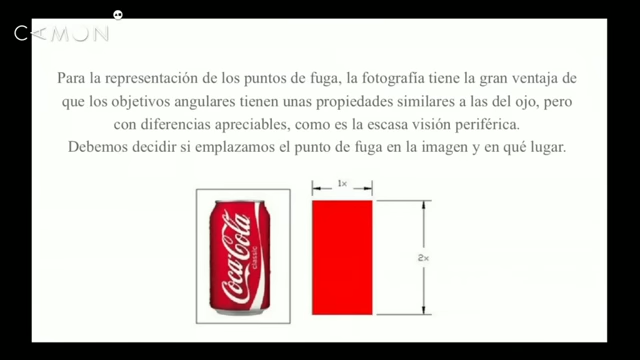 CAMON
Para la representación de los puntos de fuga, la fotografía tiene la gran ventaja de
que los objetivos angulares tienen unas propiedades similares a las del ojo, pero
con diferencias apreciables, como es la escasa visión periférica.
Debemos decidir si emplazamos el punto de fuga en la imagen y en qué lugar.
1x
Coca-Cola
classic
2x